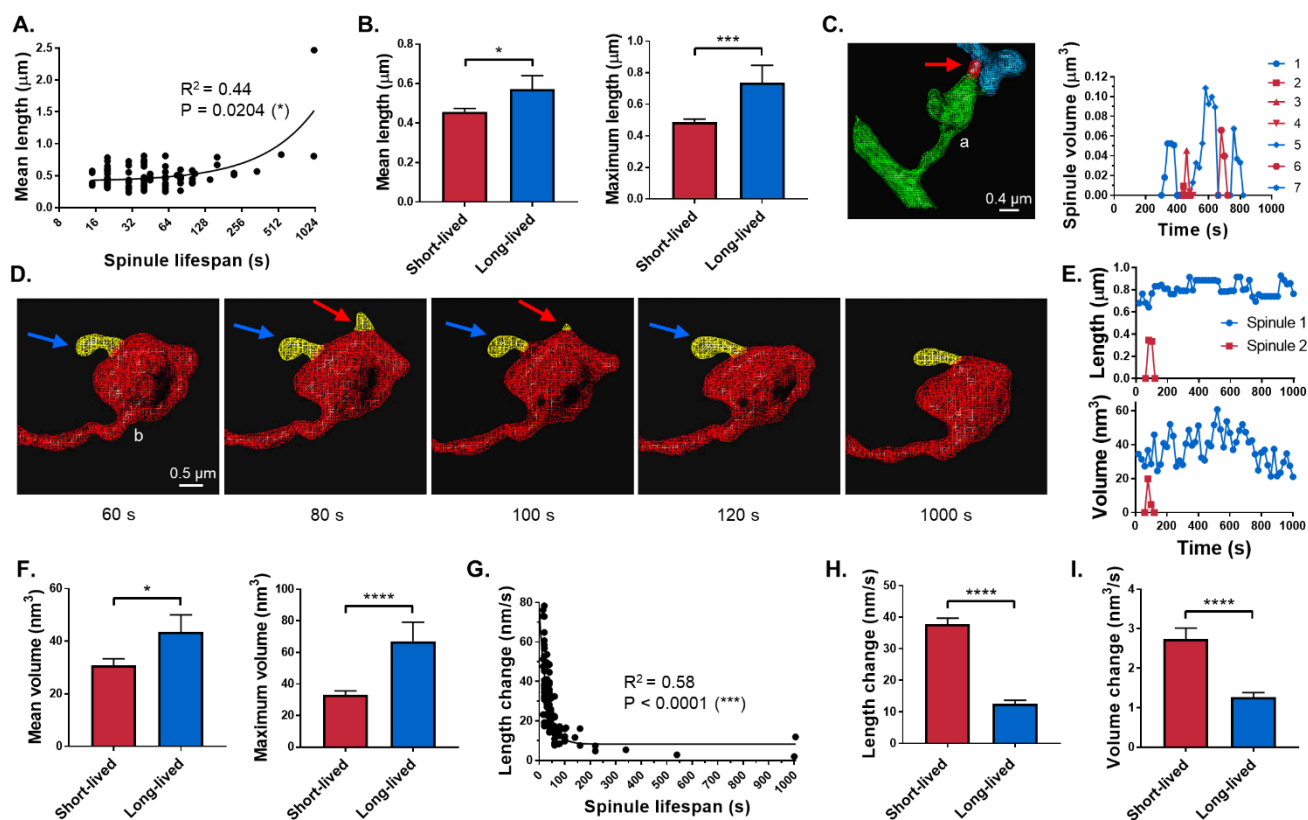 A.
Mean length (μm)
2.5
2.0
1.5
1.0
0.5
0.0
R² = 0.44
P = 0.0204 (*)
8 16 32 64 128 256 512 1024
Spinule lifespan (s)
B.
Mean length (μm)
0.8
0.6
0.4
0.2
0.0
*
Short-lived
Long-lived
Maximum length (μm)
1.0
0.8
0.6
0.4
0.2
0.0
***
Short-lived
Long-lived
C.
a
0.4 μm
Spinule volume (μm³)
0.12
0.10
0.08
0.06
0.04
0.02
0.00
0 200 400 600 800 1000
Time (s)
1
2
3
4
5
6
7
D.
b
0.5 μm
60 s
80 s
100 s
120 s
1000 s
E.
Length (μm)
1.0
0.8
0.6
0.4
0.2
0.0
Spinule 1
Spinule 2
0 200 400 600 800 1000
Volume (nm³)
60
40
20
0
0 200 400 600 800 1000
Time (s)
F.
Mean volume (nm³)
60
40
20
0
*
Short-lived
Long-lived
Maximum volume (nm³)
100
80
60
40
20
0
****
Short-lived
Long-lived
G.
Length change (nm/s)
80
60
40
20
0
R² = 0.58
P < 0.0001 (***)
0 100 200 300 400 500 600 700 800 900 1000
Spinule lifespan (s)
H.
Length change (nm/s)
50
40
30
20
10
0
****
Short-lived
Long-lived
I.
Volume change (nm³/s)
4
3
2
1
0
****
Short-lived
Long-lived